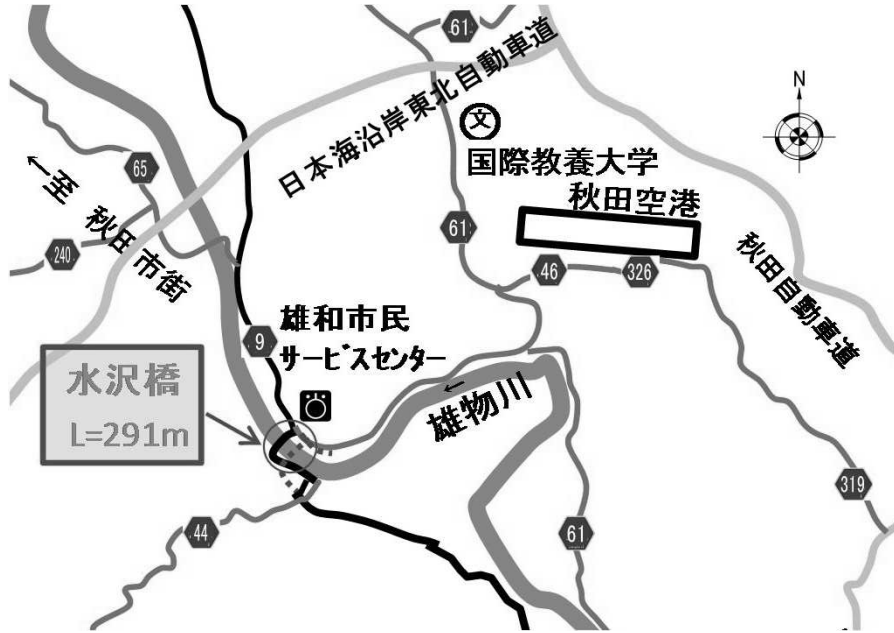 61
日本海沿岸東北自動車道
N
文
国際教養大学
秋田空港
65
←至 秋田市街
240
61
46
326
秋田自動車道
9
雄和市民
サービスセンター
水沢橋
L=291m
←
雄物川
319
44
61